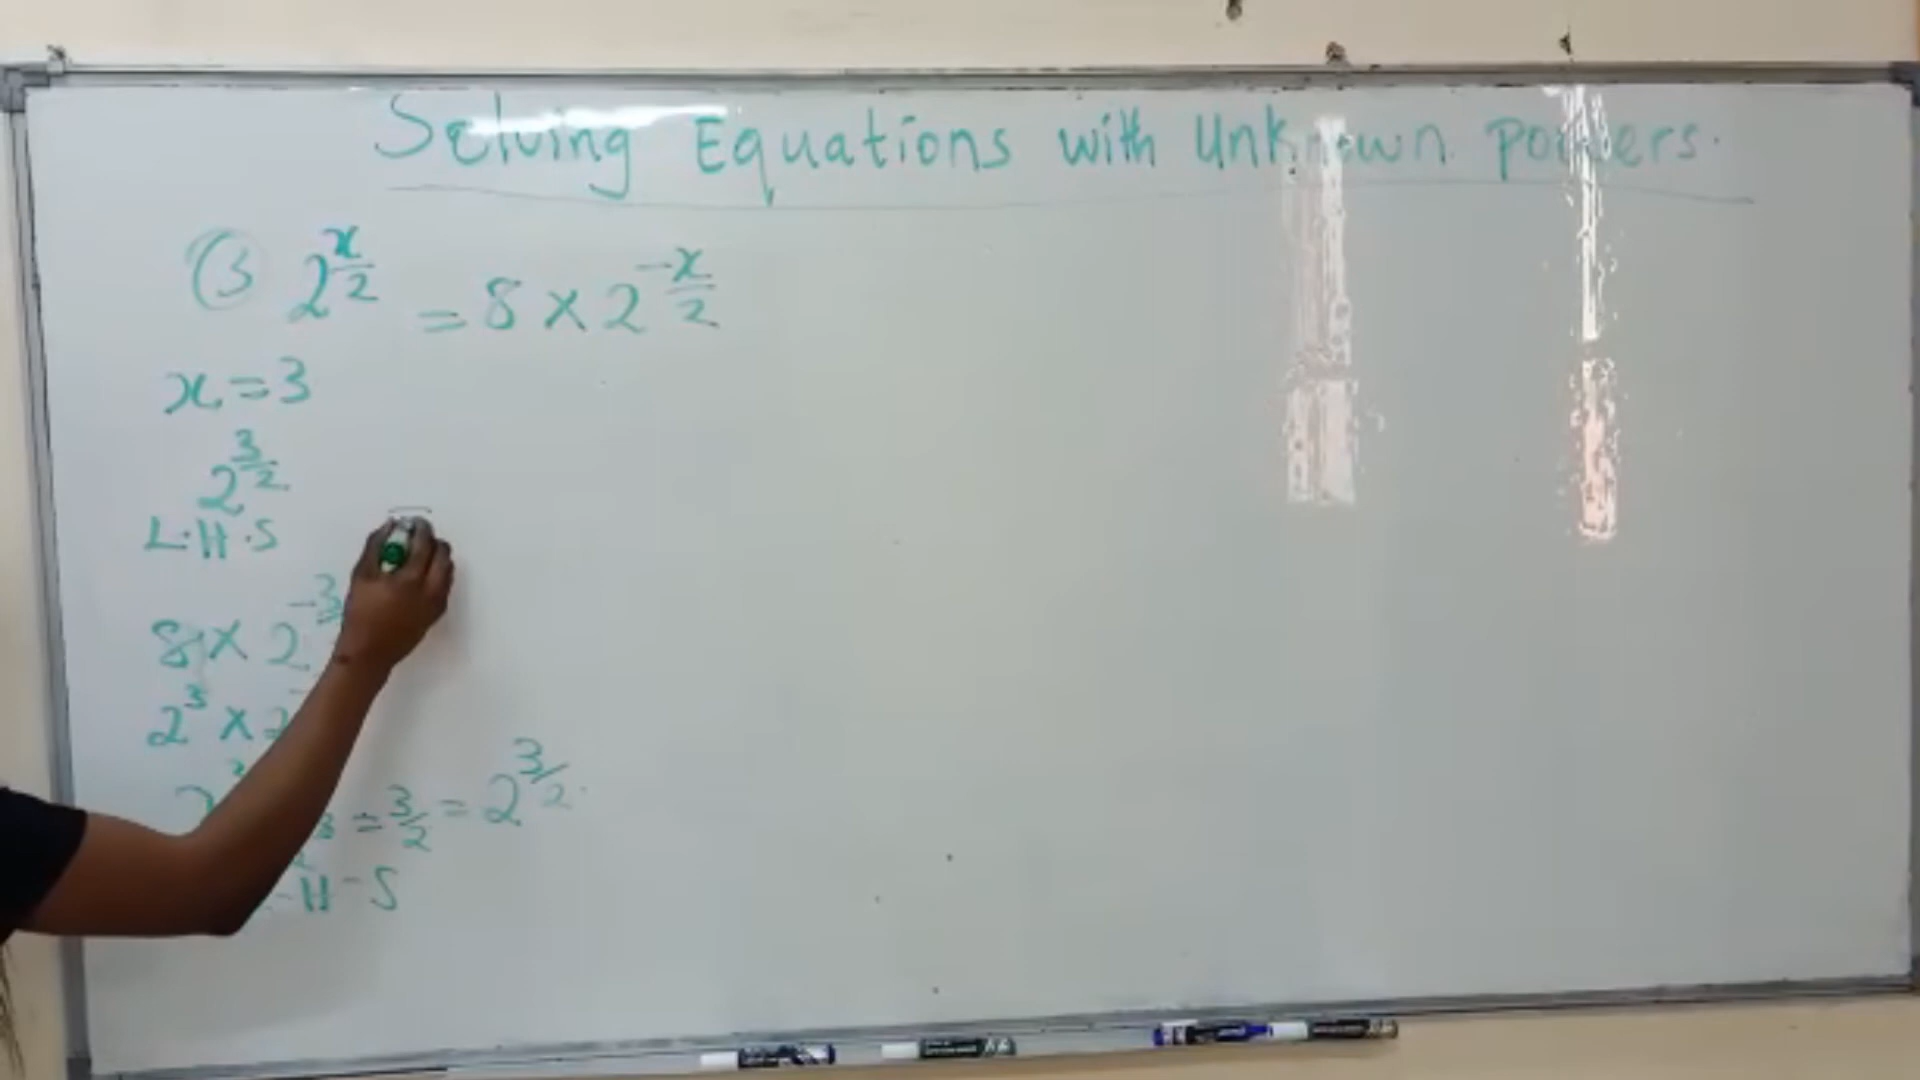 Solving Equations with Unknown powers.
③ 2^{x/2} = 8 × 2^{-x/2}
x = 3
2^{3/2}
L.H.S
8 × 2^{-3/
2^3 × 2
2 = 3/2 = 2^{3/2}.
H-S